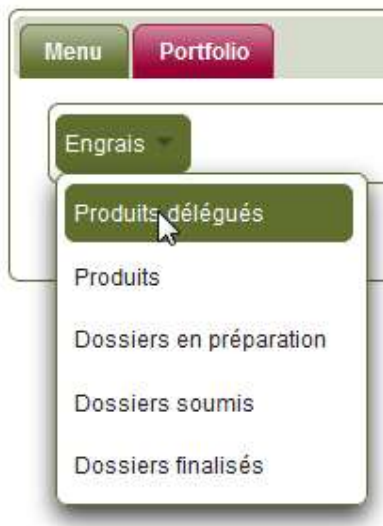 Menu Portfolio
Engrais
Produits délégués
Produits
Dossiers en préparation
Dossiers soumis
Dossiers finalisés